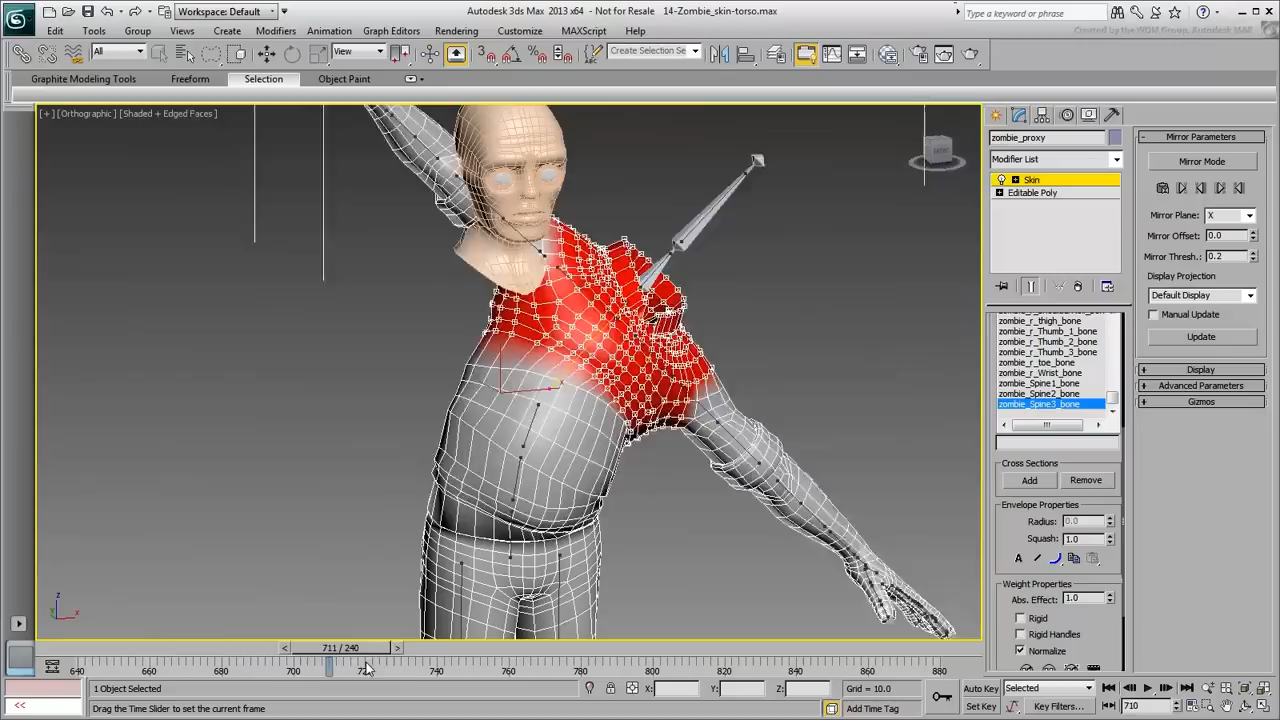 Workspace: Default
Autodesk 3ds Max 2013 x64 - Not for Resale 14-Zombie_skin-torso.max
Type a keyword or phrase
Edit Tools Group Views Create Modifiers Animation Graph Editors Rendering Customize MAXScript Help
Created by the M&E Group, Autodesk
All
View
Create Selection Se
Graphite Modeling Tools Freeform Selection Object Paint
[+] [Orthographic] [Shaded + Edged Faces]
zombie_proxy
Modifier List
Skin
Editable Poly
zombie_r_thigh_bone
zombie_r_Thumb_1_bone
zombie_r_Thumb_2_bone
zombie_r_Thumb_3_bone
zombie_r_toe_bone
zombie_r_Wrist_bone
zombie_Spine1_bone
zombie_Spine2_bone
zombie_Spine3_bone
Cross Sections
Add Remove
Envelope Properties
Radius: 0.0
Squash: 1.0
Weight Properties
Abs. Effect: 1.0
Rigid
Rigid Handles
Normalize
Mirror Parameters
Mirror Mode
Mirror Plane: X
Mirror Offset: 0.0
Mirror Thresh.: 0.2
Display Projection
Default Display
Manual Update
Update
Display
Advanced Parameters
Gizmos
711 / 240
640 660 680 700 740 760 780 800 820 840 860 880
1 Object Selected
X: Y: Z: Grid = 10.0
Auto Key Selected
Drag the Time Slider to set the current frame
Add Time Tag
Set Key Key Filters...
710